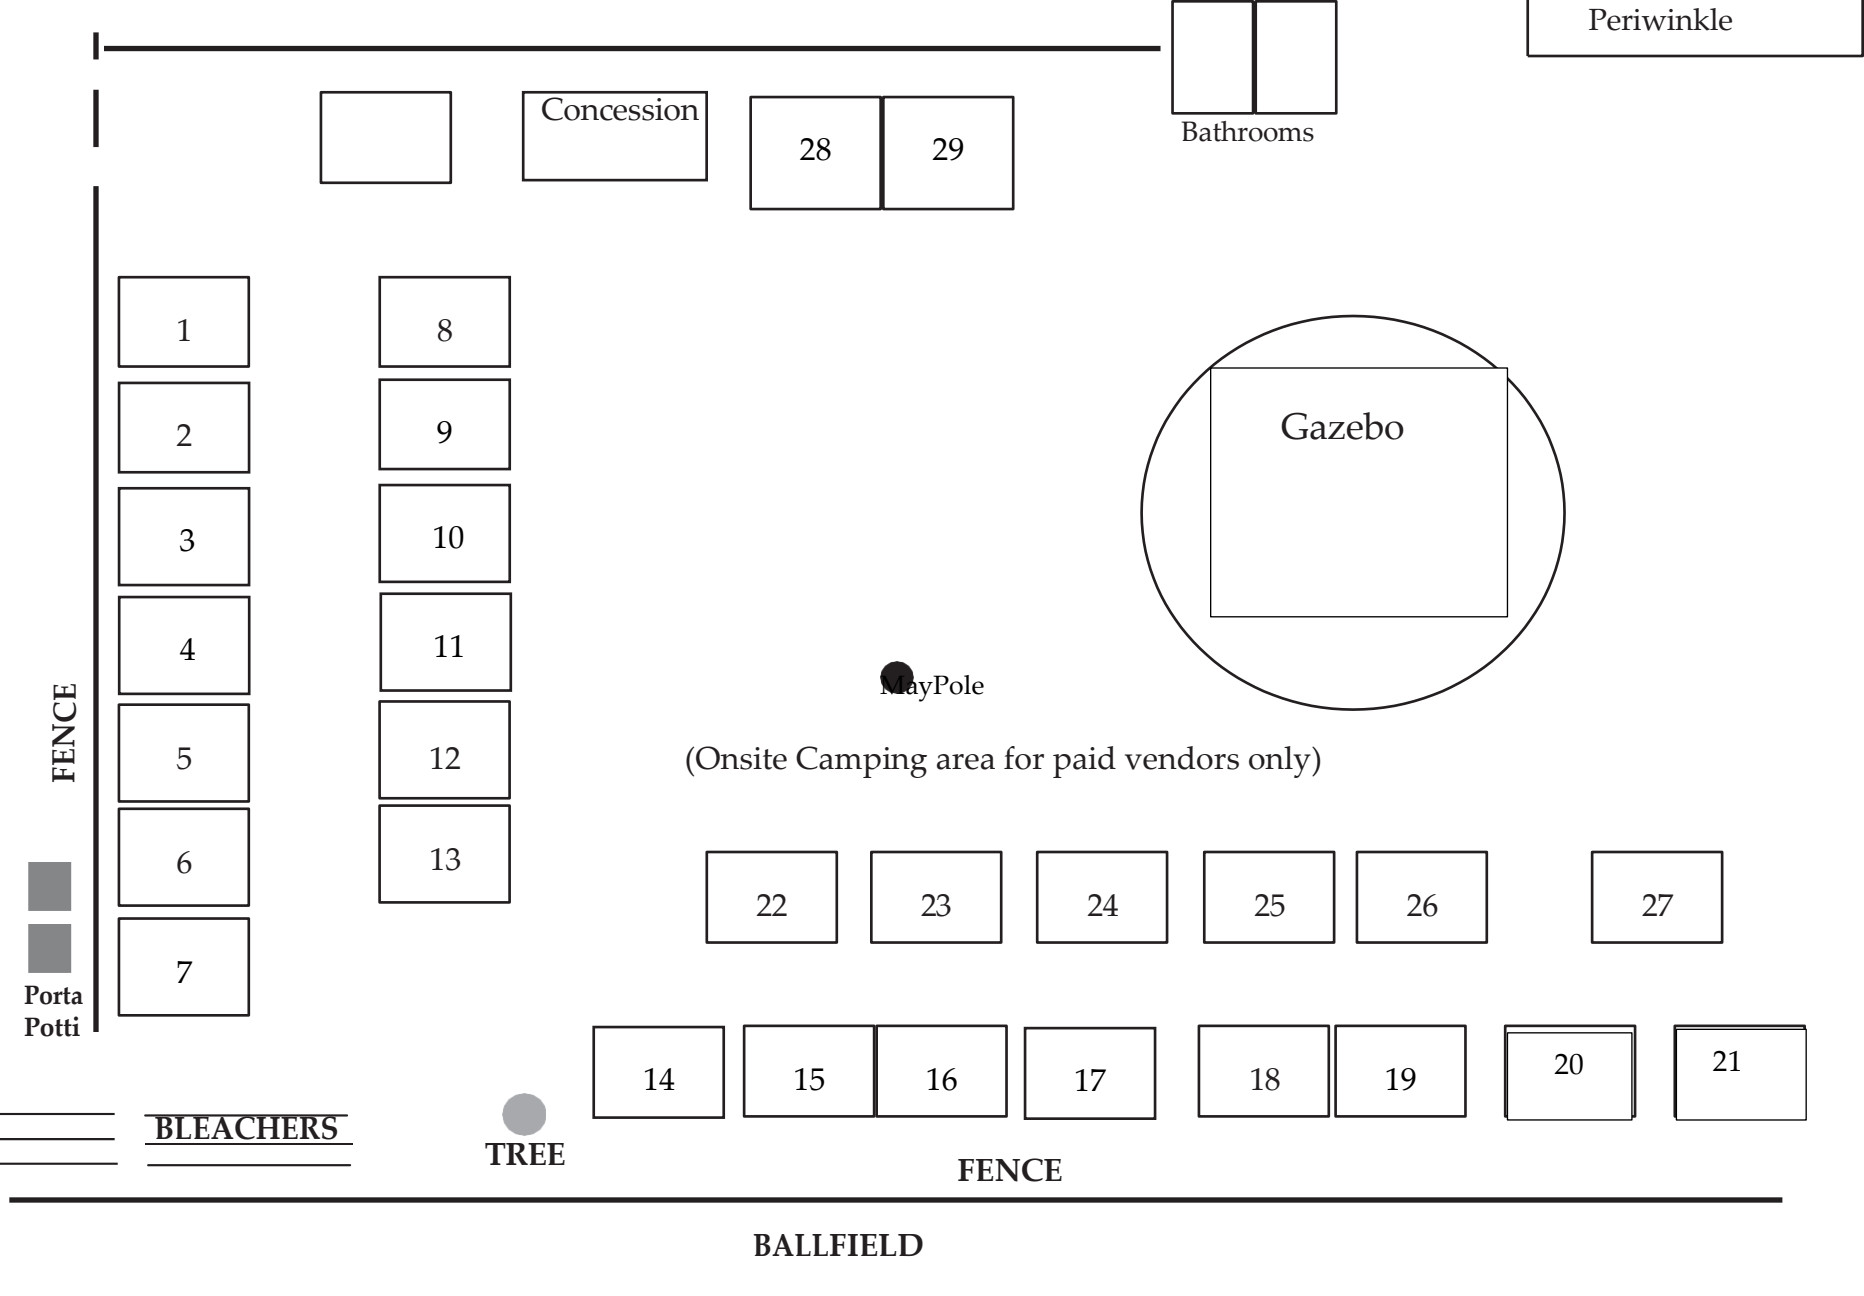 Periwinkle
Concession
Bathrooms
28 29
1 8
2 9
Gazebo
3 10
4 11
MayPole
FENCE
5 12
(Onsite Camping area for paid vendors only)
6 13
22 23 24 25 26 27
7
Porta
Potti
14 15 16 17 18 19 20 21
BLEACHERS
TREE
FENCE
BALLFIELD